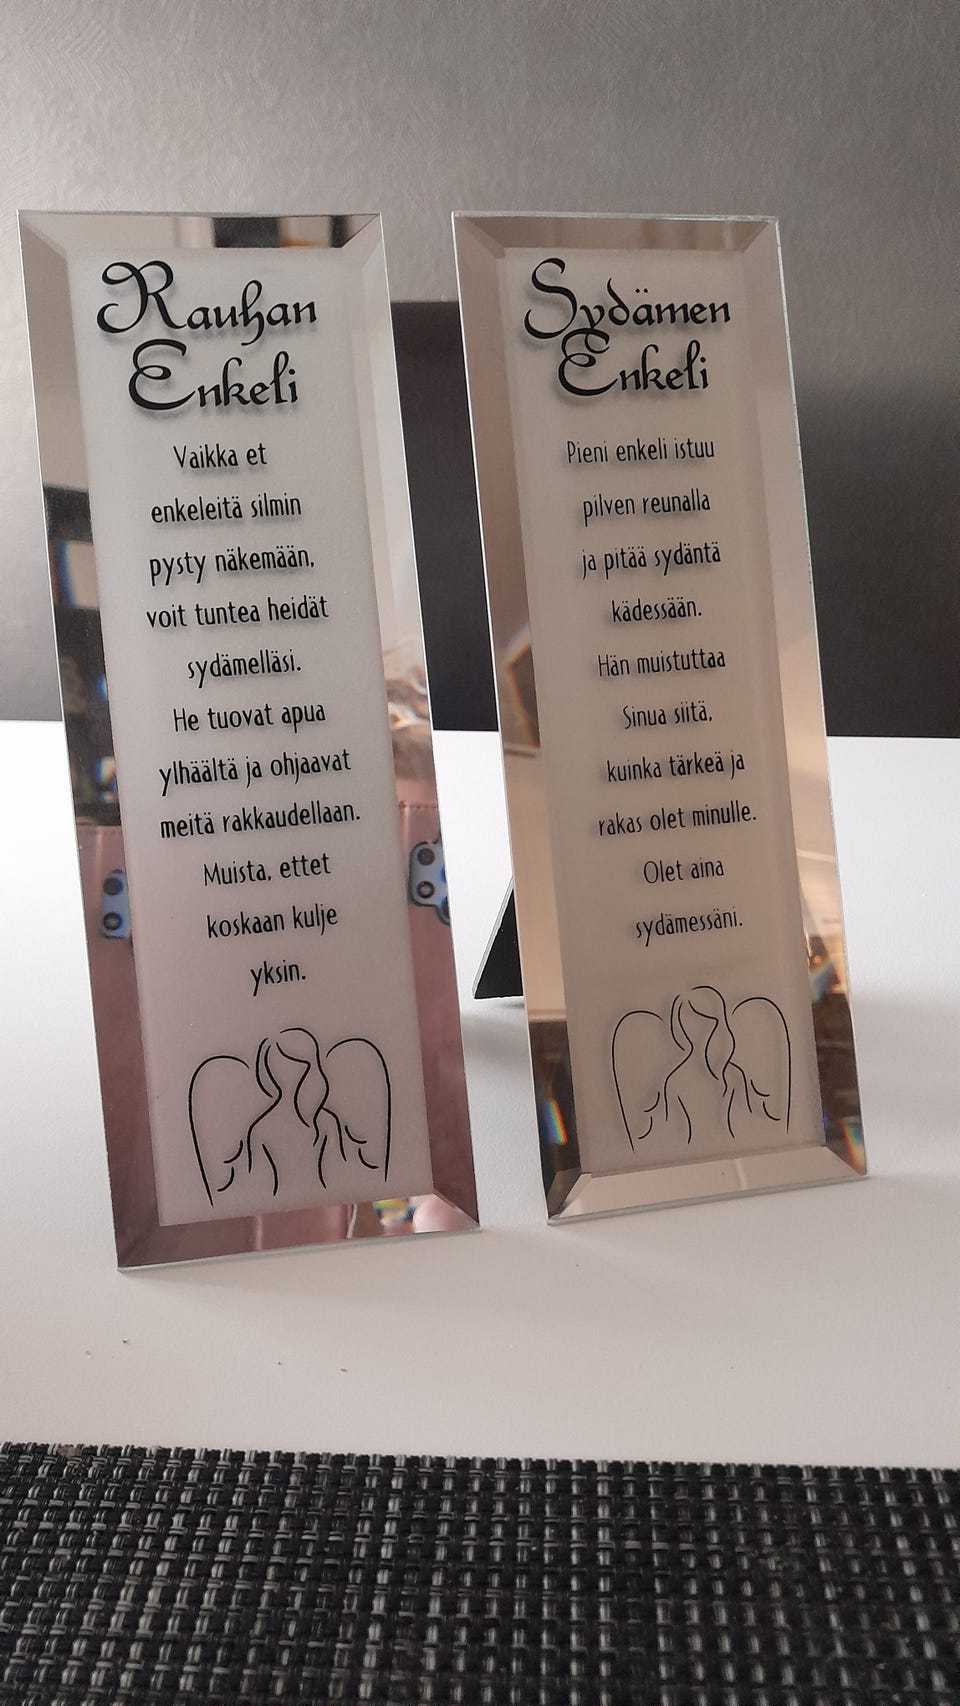 Rauhan
Enkeli
Vaikka et
enkeleitä silmin
pysty näkemään,
voit tuntea heidät
sydämelläsi.
He tuovat apua
ylhäältä ja ohjaavat
meitä rakkaudellaan.
Muista, ettet
koskaan kulje
yksin.
Sydämen
Enkeli
Pieni enkeli istuu
pilven reunalla
ja pitää sydäntä
kädessään.
Hän muistuttaa
Sinua siitä,
kuinka tärkeä ja
rakas olet minulle.
Olet aina
sydämessäni.